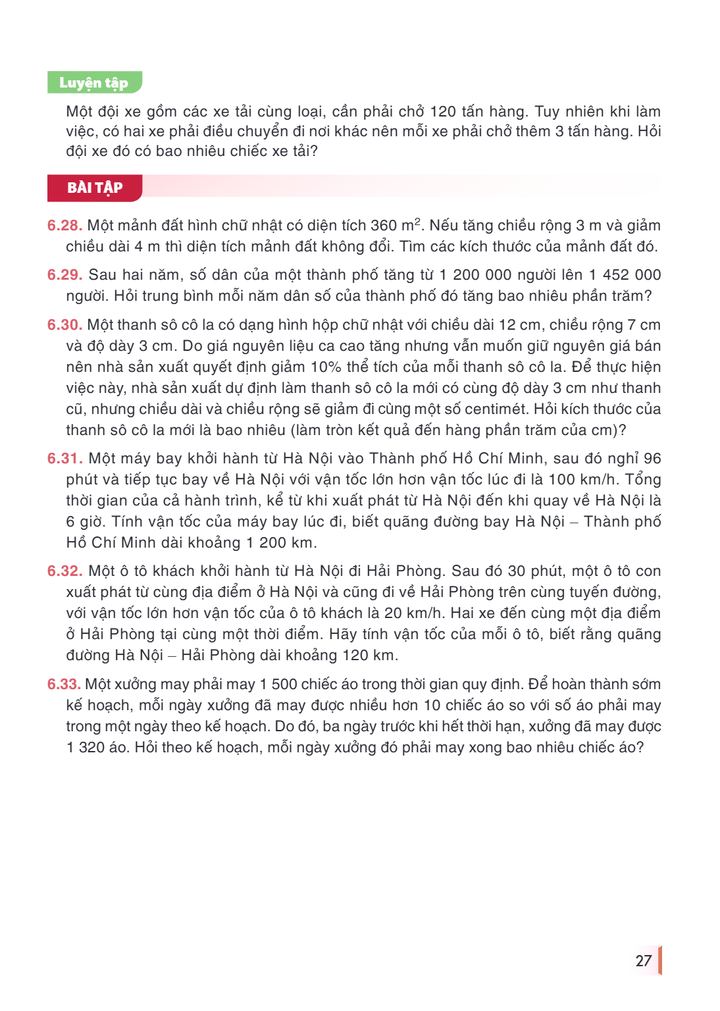 Luyện tập
Một đội xe gồm các xe tải cùng loại, cần phải chở 120 tấn hàng. Tuy nhiên khi làm
việc, có hai xe phải điều chuyển đi nơi khác nên mỗi xe phải chở thêm 3 tấn hàng. Hỏi
đội xe đó có bao nhiêu chiếc xe tải?
BÀI TẬP
6.28. Một mảnh đất hình chữ nhật có diện tích 360 m². Nếu tăng chiều rộng 3 m và giảm
chiều dài 4 m thì diện tích mảnh đất không đổi. Tìm các kích thước của mảnh đất đó.
6.29. Sau hai năm, số dân của một thành phố tăng từ 1 200 000 người lên 1 452 000
người. Hỏi trung bình mỗi năm dân số của thành phố đó tăng bao nhiêu phần trăm?
6.30. Một thanh sô cô la có dạng hình hộp chữ nhật với chiều dài 12 cm, chiều rộng 7 cm
và độ dày 3 cm. Do giá nguyên liệu ca cao tăng nhưng vẫn muốn giữ nguyên giá bán
nên nhà sản xuất quyết định giảm 10% thể tích của mỗi thanh sô cô la. Để thực hiện
việc này, nhà sản xuất dự định làm thanh sô cô la mới có cùng độ dày 3 cm như thanh
cũ, nhưng chiều dài và chiều rộng sẽ giảm đi cùng một số centimét. Hỏi kích thước của
thanh sô cô la mới là bao nhiêu (làm tròn kết quả đến hàng phần trăm của cm)?
6.31. Một máy bay khởi hành từ Hà Nội vào Thành phố Hồ Chí Minh, sau đó nghỉ 96
phút và tiếp tục bay về Hà Nội với vận tốc lớn hơn vận tốc lúc đi là 100 km/h. Tổng
thời gian của cả hành trình, kể từ khi xuất phát từ Hà Nội đến khi quay về Hà Nội là
6 giờ. Tính vận tốc của máy bay lúc đi, biết quãng đường bay Hà Nội – Thành phố
Hồ Chí Minh dài khoảng 1 200 km.
6.32. Một ô tô khách khởi hành từ Hà Nội đi Hải Phòng. Sau đó 30 phút, một ô tô con
xuất phát từ cùng địa điểm ở Hà Nội và cũng đi về Hải Phòng trên cùng tuyến đường,
với vận tốc lớn hơn vận tốc của ô tô khách là 20 km/h. Hai xe đến cùng một địa điểm
ở Hải Phòng tại cùng một thời điểm. Hãy tính vận tốc của mỗi ô tô, biết rằng quãng
đường Hà Nội – Hải Phòng dài khoảng 120 km.
6.33. Một xưởng may phải may 1 500 chiếc áo trong thời gian quy định. Để hoàn thành sớm
kế hoạch, mỗi ngày xưởng đã may được nhiều hơn 10 chiếc áo so với số áo phải may
trong một ngày theo kế hoạch. Do đó, ba ngày trước khi hết thời hạn, xưởng đã may được
1 320 áo. Hỏi theo kế hoạch, mỗi ngày xưởng đó phải may xong bao nhiêu chiếc áo?
27